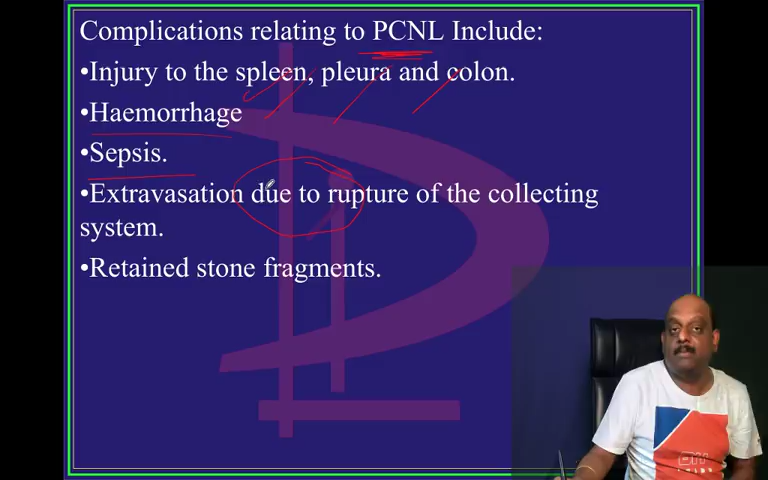 Complications relating to PCNL Include:
•Injury to the spleen, pleura and colon.
•Haemorrhage
•Sepsis.
•Extravasation due to rupture of the collecting
system.
•Retained stone fragments.